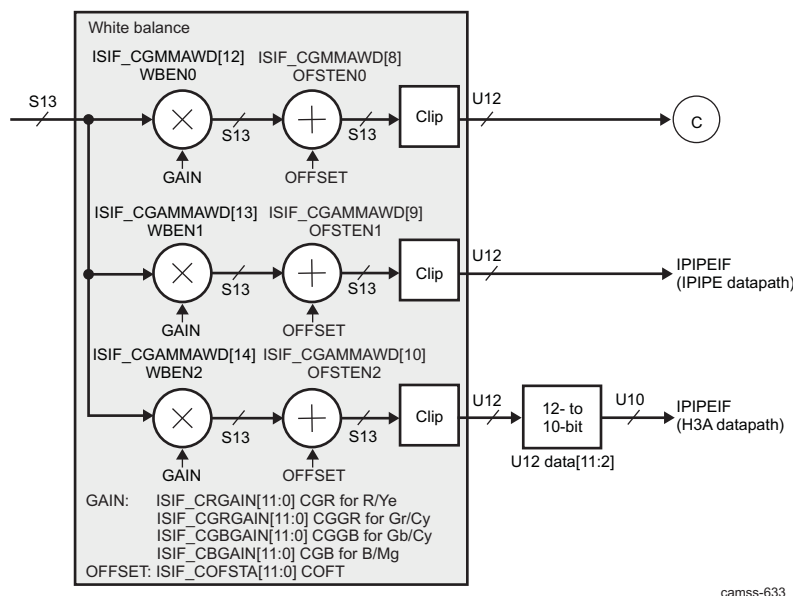 White balance
ISIF_CGMMAWD[12] ISIF_CGMMAWD[8]
WBEN0 OFSTEN0
S13 S13 S13 Clip U12 C
GAIN OFFSET
ISIF_CGAMMAWD[13] ISIF_CGAMMAWD[9]
WBEN1 OFSTEN1
S13 S13 Clip U12 IPIPEIF
(IPIPE datapath)
GAIN OFFSET
ISIF_CGAMMAWD[14] ISIF_CGAMMAWD[10]
WBEN2 OFSTEN2
S13 S13 Clip U12 12- to
10-bit U10 IPIPEIF
(H3A datapath)
U12 data[11:2]
GAIN OFFSET
GAIN: ISIF_CRGAIN[11:0] CGR for R/Ye
ISIF_CGRGAIN[11:0] CGGR for Gr/Cy
ISIF_CGBGAIN[11:0] CGGB for Gb/Cy
ISIF_CBGAIN[11:0] CGB for B/Mg
OFFSET: ISIF_COFSTA[11:0] COFT
camss-633